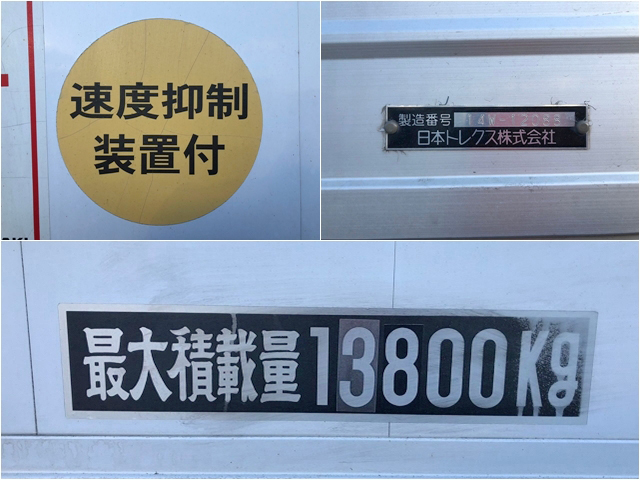 速度抑制
装置付
製造番号
日本トレクス株式会社
最大積載量13800Kg